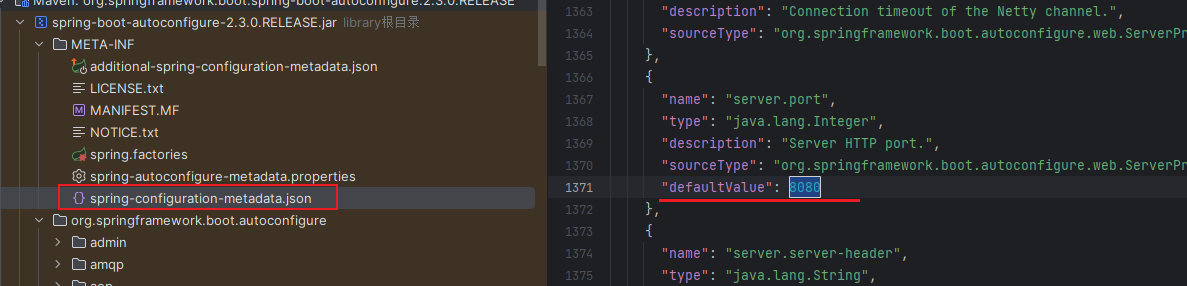 Maven: org.springframework.boot:spring-boot-autoconfigure:2.3.0.RELEASE
spring-boot-autoconfigure-2.3.0.RELEASE.jar library根目录
META-INF
additional-spring-configuration-metadata.json
LICENSE.txt
MANIFEST.MF
NOTICE.txt
spring.factories
spring-autoconfigure-metadata.properties
spring-configuration-metadata.json
org.springframework.boot.autoconfigure
admin
amqp
1363 "description": "Connection timeout of the Netty channel.",
1364 "sourceType": "org.springframework.boot.autoconfigure.web.ServerPr
1365 },
1366 {
1367 "name": "server.port",
1368 "type": "java.lang.Integer",
1369 "description": "Server HTTP port.",
1370 "sourceType": "org.springframework.boot.autoconfigure.web.ServerPr
1371 "defaultValue": 8080
1372 },
1373 {
1374 "name": "server.server-header",
1375 "type": "java.lang.String",